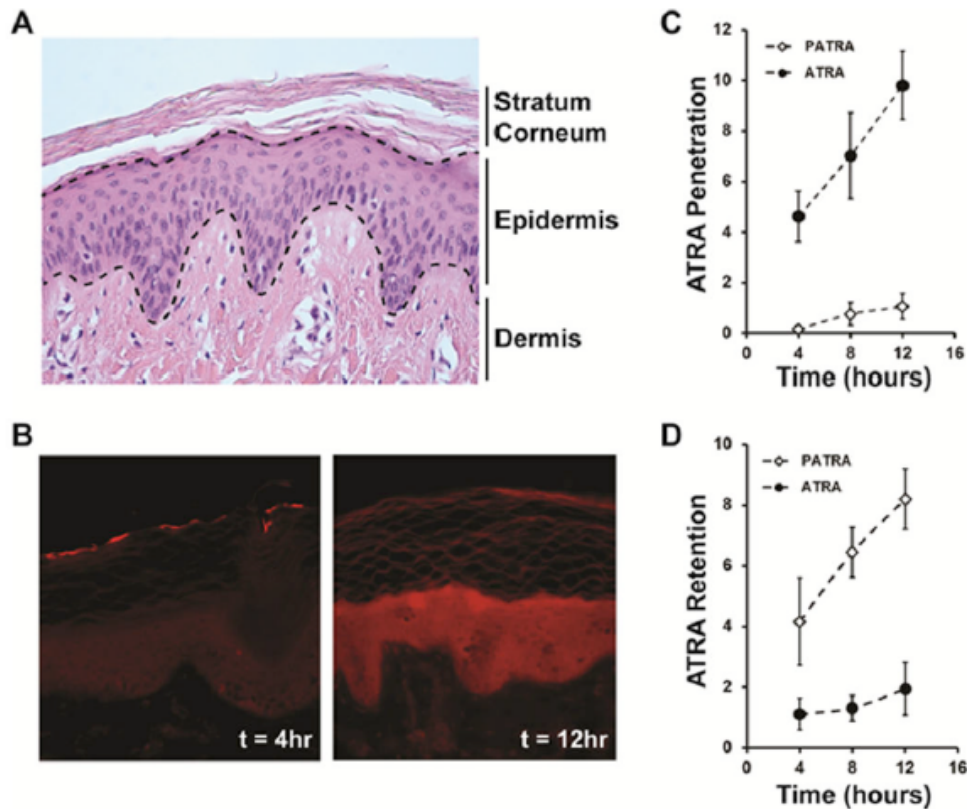 A
Stratum
Corneum
Epidermis
Dermis
B
t = 4hr
t = 12hr
C
ATRA Penetration
12
10
8
6
4
2
0
PATRA
ATRA
0 4 8 12 16
Time (hours)
D
ATRA Retention
10
8
6
4
2
0
PATRA
ATRA
0 4 8 12 16
Time (hours)